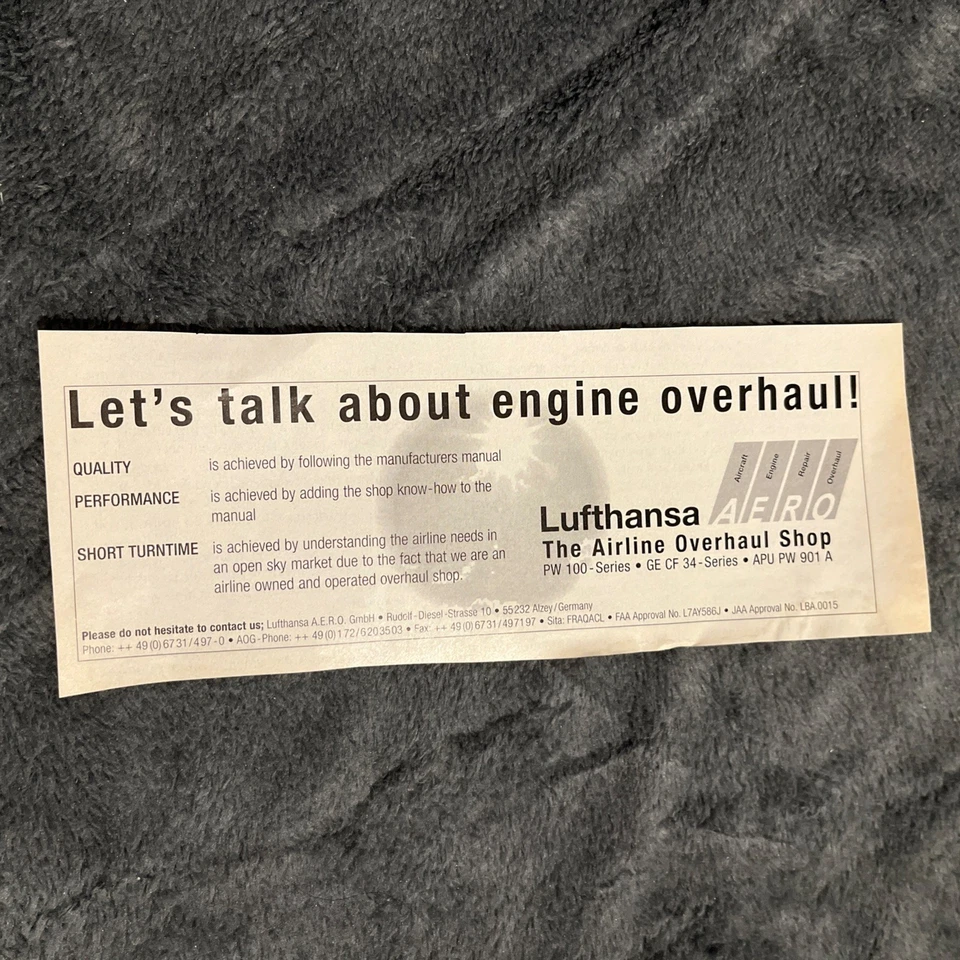 Let's talk about engine overhaul!
QUALITY is achieved by following the manufacturers manual
PERFORMANCE is achieved by adding the shop know-how to the
manual
SHORT TURNTIME is achieved by understanding the airline needs in
an open sky market due to the fact that we are an
airline owned and operated overhaul shop.
Aircraft Engine Repair Overhaul
Lufthansa AERO
The Airline Overhaul Shop
PW 100-Series • GE CF 34-Series • APU PW 901 A
Please do not hesitate to contact us; Lufthansa A.E.R.O. GmbH • Rudolf-Diesel-Strasse 10 • 55232 Alzey/Germany
Phone: ++ 49(0)6731/497-0 • AOG-Phone: ++ 49(0)172/6203503 • Fax: ++ 49(0)6731/497197 • Sita: FRAQACL • FAA Approval No. L7AY586J • JAA Approval No. LBA.0015